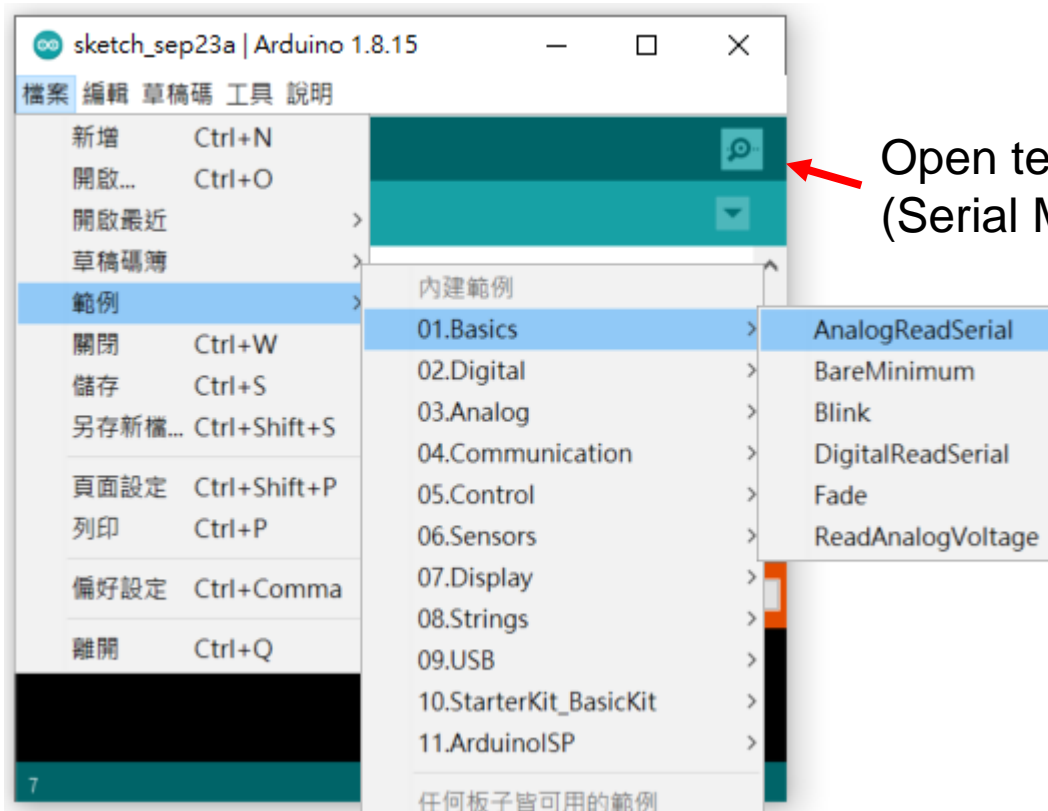 sketch_sep23a | Arduino 1.8.15
檔案 編輯 草稿碼 工具 說明
新增 Ctrl+N
開啟... Ctrl+O
開啟最近
草稿碼簿
範例
關閉 Ctrl+W
儲存 Ctrl+S
另存新檔... Ctrl+Shift+S
頁面設定 Ctrl+Shift+P
列印 Ctrl+P
偏好設定 Ctrl+Comma
離開 Ctrl+Q
7
內建範例
01.Basics
02.Digital
03.Analog
04.Communication
05.Control
06.Sensors
07.Display
08.Strings
09.USB
10.StarterKit_BasicKit
11.ArduinoISP
任何板子皆可用的範例
AnalogReadSerial
BareMinimum
Blink
DigitalReadSerial
Fade
ReadAnalogVoltage
Open te
(Serial